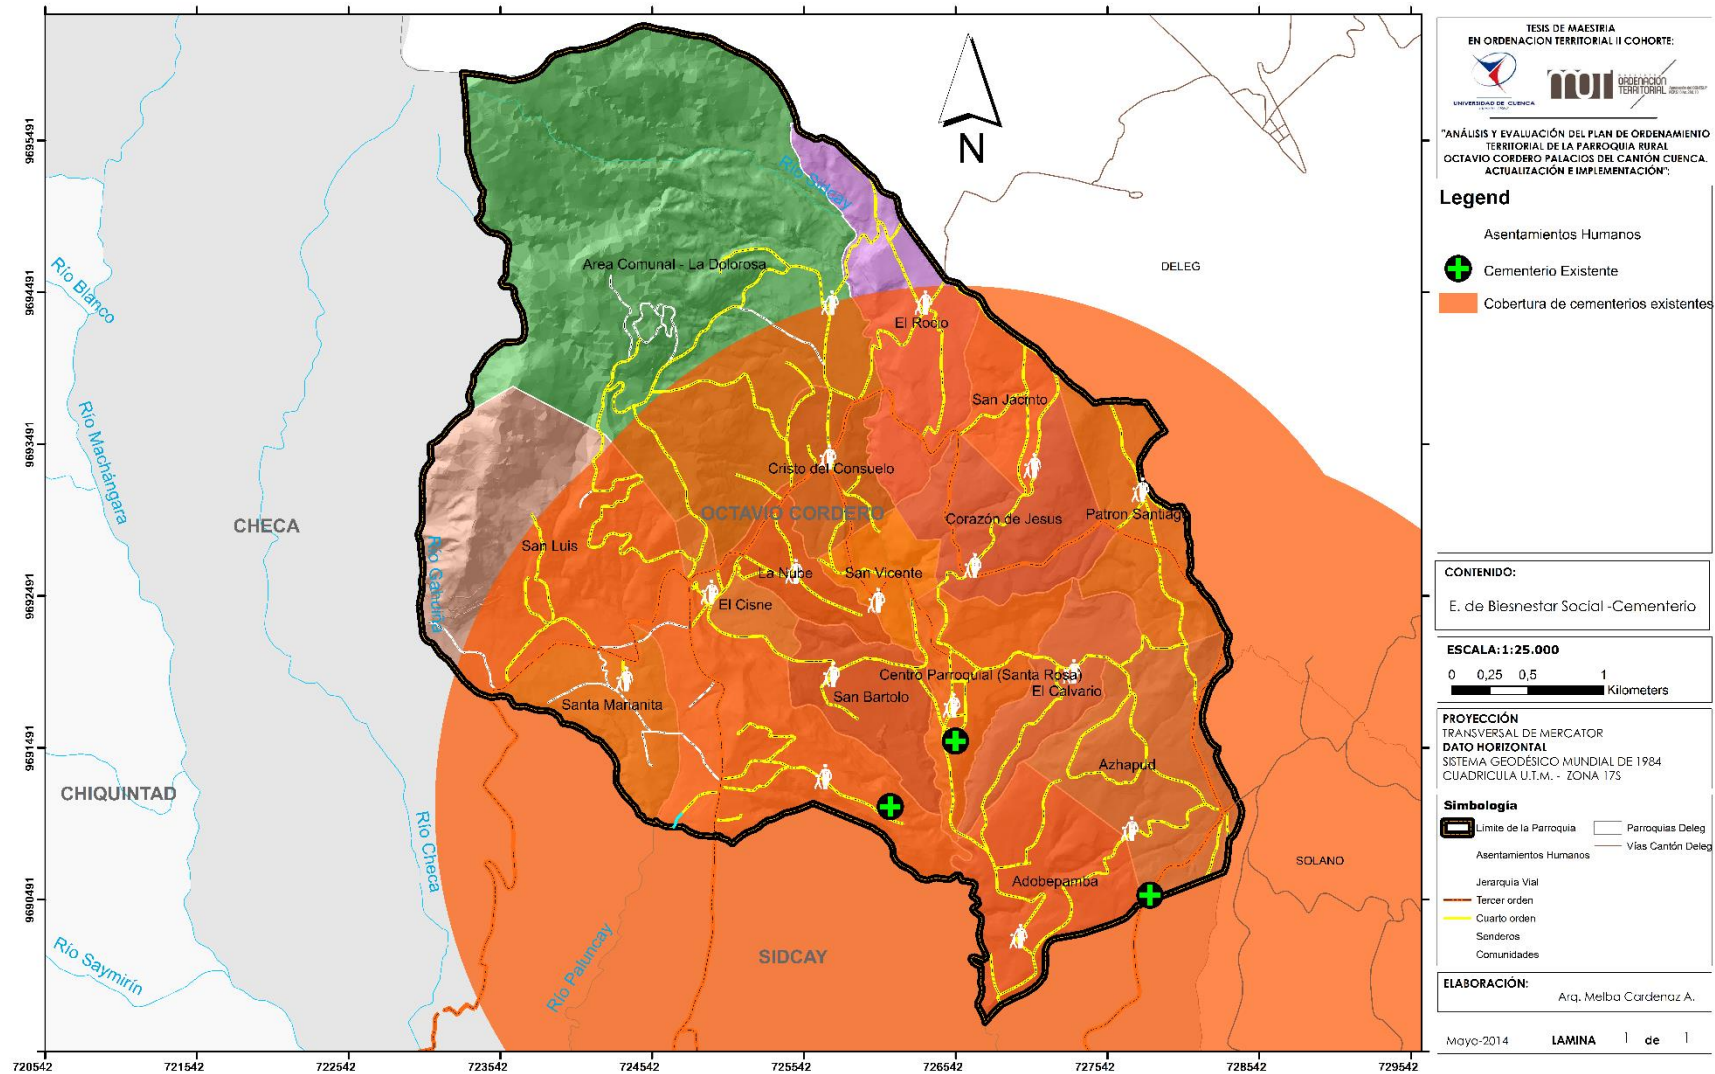 TESIS DE MAESTRIA
EN ORDENACION TERRITORIAL II COHORTE:
UNIVERSIDAD DE CUENCA
ORDENACIÓN
TERRITORIAL
"ANÁLISIS Y EVALUACIÓN DEL PLAN DE ORDENAMIENTO
TERRITORIAL DE LA PARROQUIA RURAL
OCTAVIO CORDERO PALACIOS DEL CANTÓN CUENCA.
ACTUALIZACIÓN E IMPLEMENTACIÓN":
Legend
Asentamientos Humanos
Cementerio Existente
Cobertura de cementerios existentes
CONTENIDO:
E. de Biesnestar Social -Cementerio
ESCALA:1:25.000
0 0,25 0,5 1
Kilometers
PROYECCIÓN
TRANSVERSAL DE MERCATOR
DATO HORIZONTAL
SISTEMA GEODÉSICO MUNDIAL DE 1984
CUADRICULA U.T.M. - ZONA 17S
Simbología
Limite de la Parroquia
Parroquias Deleg
Asentamientos Humanos
Vías Cantón Deleg
Jerarquia Vial
Tercer orden
Cuarto orden
Senderos
Comunidades
ELABORACIÓN:
Arq. Melba Cardenaz A.
Mayo-2014 LAMINA 1 de 1
N
9695491
9694491
9693491
9692491
9691491
9690491
720542 721542 722542 723542 724542 725542 726542 727542 728542 729542
Río Sidcay
Area Comunal - La Dolorosa
DELEG
Río Blanco
El Rocío
San Jacinto
Río Machángara
Cristo del Consuelo
OCTAVIO CORDERO
Corazón de Jesus
Patron Santiag
CHECA
San Luis
La Nube
San Vicente
El Cisne
Centro Parroquial (Santa Rosa)
El Calvario
San Bartolo
Santa Marianita
Azhapud
CHIQUINTAD
Río Checa
SOLANO
Adobepamba
Río Paluncay
SIDCAY
Río Saymirín